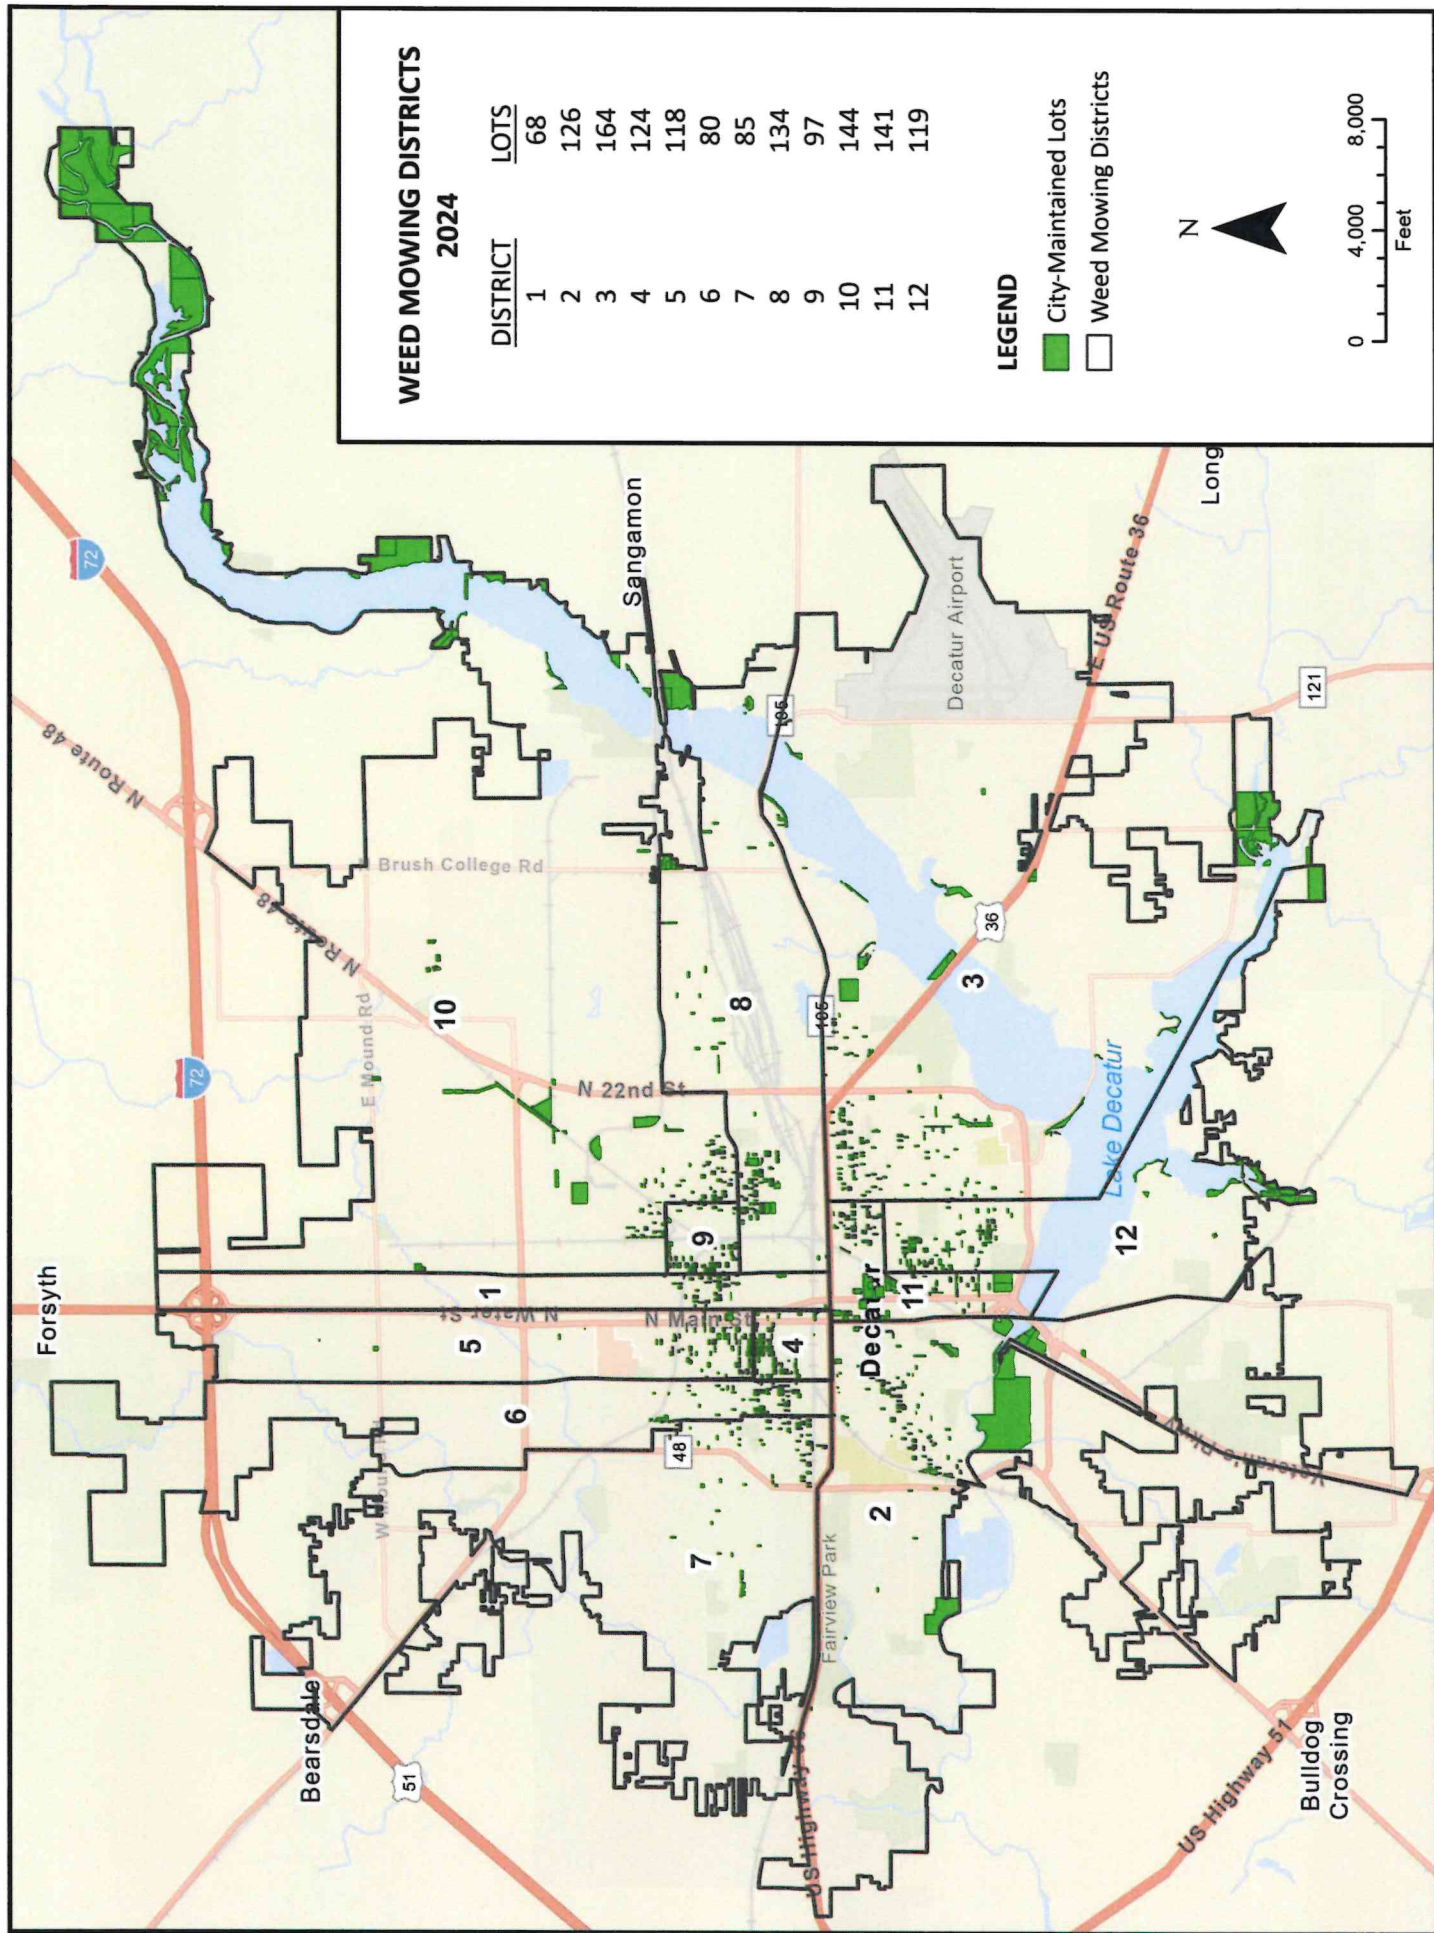 WEED MOWING DISTRICTS
2024
DISTRICT LOTS
1 68
2 126
3 164
4 124
5 118
6 80
7 85
8 134
9 97
10 144
11 141
12 119
LEGEND
City-Maintained Lots
Weed Mowing Districts
N
0 4,000 8,000
Feet
Forsyth
72
72
N Route 48
N Route 48
E Mound Rd
N Brush College Rd
10
Bearsdale
51
W Mound Rd
5
1
N Water St
6
N 22nd St
Sangamon
48
N Main St
9
7
8
4
105
105
US Highway 36
Fairview Park
Decatur
11
2
3
36
Decatur Airport
E US Route 36
Lake Decatur
12
121
Long
Veteran's Pkwy
US Highway 51
Bulldog
Crossing